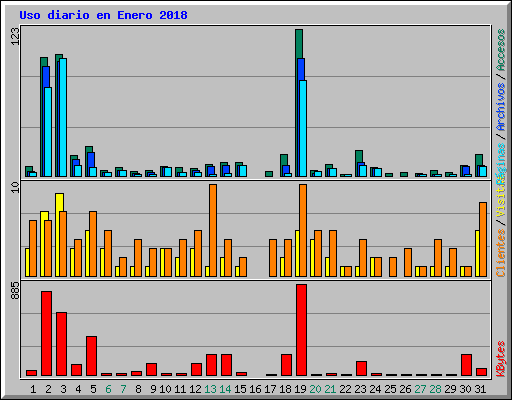 Uso diario en Enero 2018
123
10
885
Clientes / Visitas
Páginas / Archivos / Accesos
KBytes
1 2 3 4 5 6 7 8 9 10 11 12 13 14 15 16 17 18 19 20 21 22 23 24 25 26 27 28 29 30 31